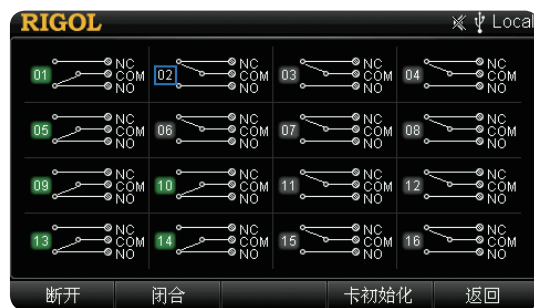 RIGOL Local
NC NC NC NC
01 COM 02 COM 03 COM 04 COM
NO NO NO NO
NC NC NC NC
05 COM 06 COM 07 COM 08 COM
NO NO NO NO
NC NC NC NC
09 COM 10 COM 11 COM 12 COM
NO NO NO NO
NC NC NC NC
13 COM 14 COM 15 COM 16 COM
NO NO NO NO
断开 闭合 卡初始化 返回